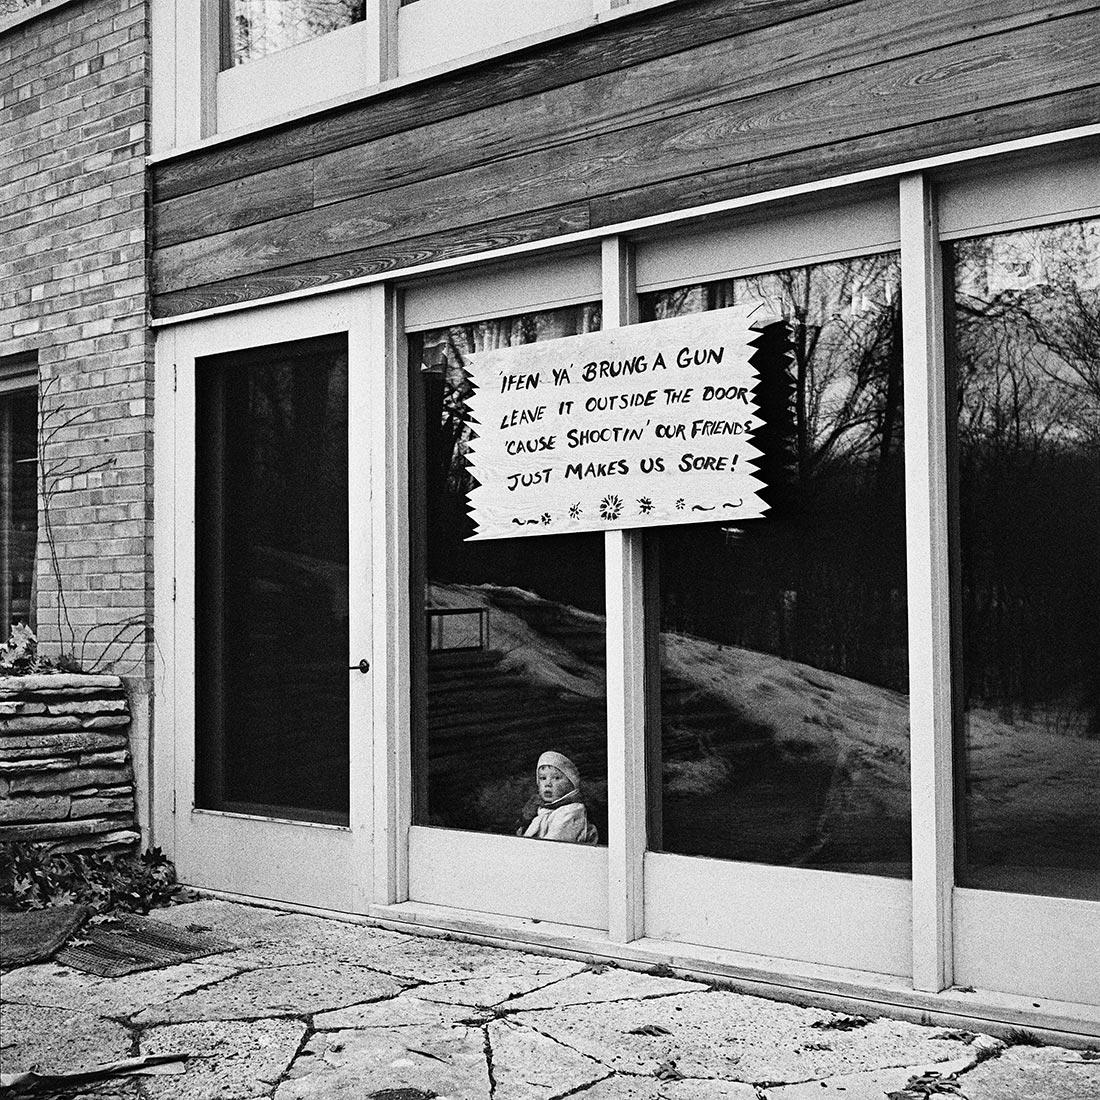 'IFEN YA' BRUNG A GUN
LEAVE IT OUTSIDE THE DOOR
'CAUSE SHOOTIN' OUR FRIENDS
JUST MAKES US SORE!